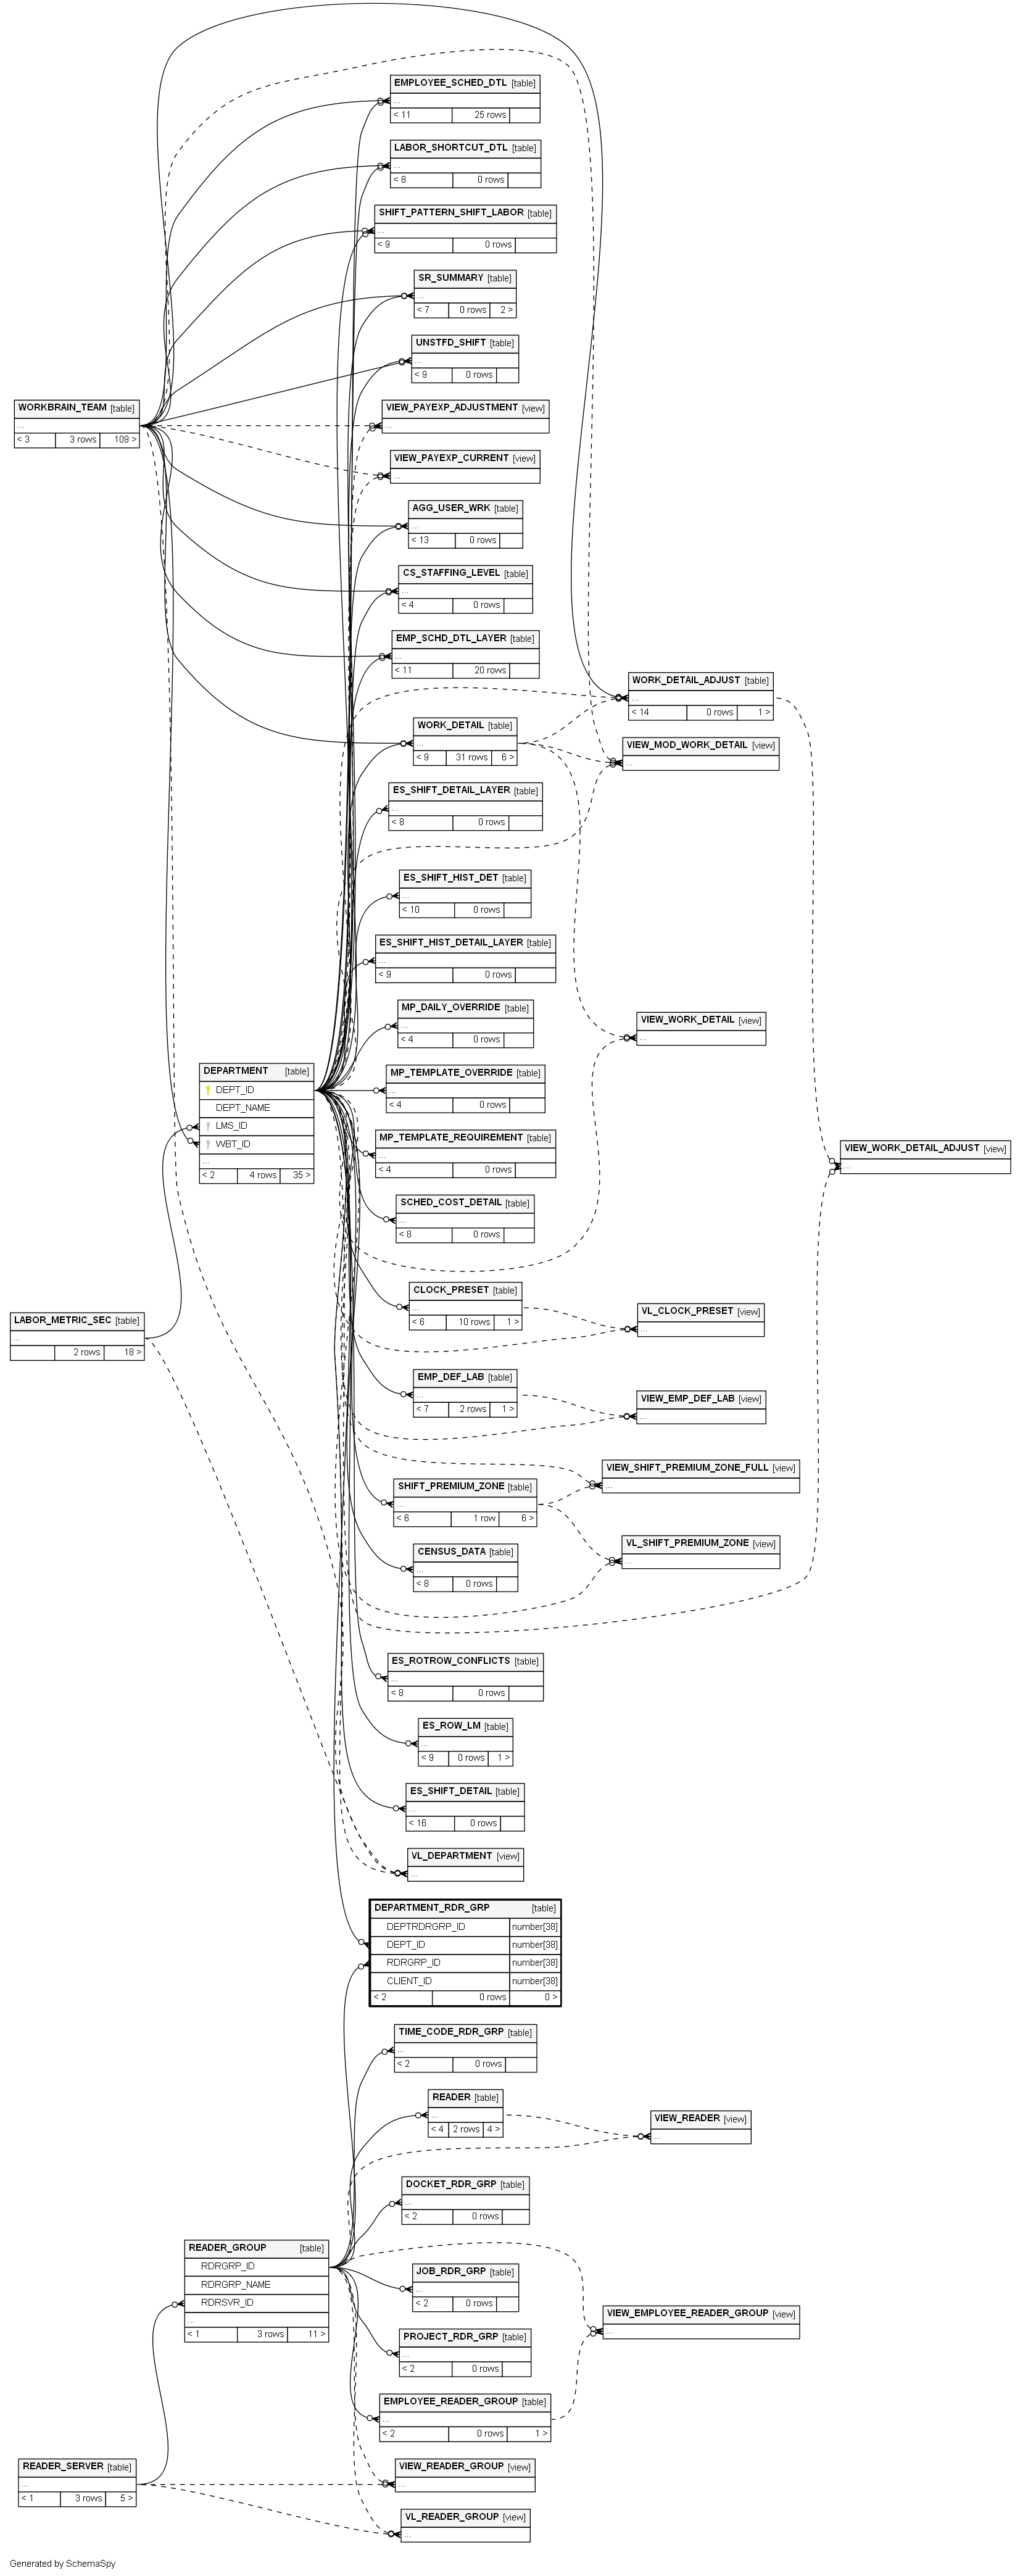 EMPLOYEE_SCHED_DTL [table]
...
< 11 25 rows
LABOR_SHORTCUT_DTL [table]
...
< 8 0 rows
SHIFT_PATTERN_SHIFT_LABOR [table]
...
< 9 0 rows
SR_SUMMARY [table]
...
< 7 0 rows 2 >
UNSTFD_SHIFT [table]
...
< 9 0 rows
WORKBRAIN_TEAM [table]
...
< 3 3 rows 109 >
VIEW_PAYEXP_ADJUSTMENT [view]
...
VIEW_PAYEXP_CURRENT [view]
...
AGG_USER_WRK [table]
...
< 13 0 rows
CS_STAFFING_LEVEL [table]
...
< 4 0 rows
EMP_SCHD_DTL_LAYER [table]
...
< 11 20 rows
WORK_DETAIL_ADJUST [table]
...
< 14 0 rows 1 >
WORK_DETAIL [table]
...
< 9 31 rows 6 >
VIEW_MOD_WORK_DETAIL [view]
...
ES_SHIFT_DETAIL_LAYER [table]
...
< 8 0 rows
ES_SHIFT_HIST_DET [table]
...
< 10 0 rows
ES_SHIFT_HIST_DETAIL_LAYER [table]
...
< 9 0 rows
MP_DAILY_OVERRIDE [table]
...
< 4 0 rows
VIEW_WORK_DETAIL [view]
...
DEPARTMENT [table]
DEPT_ID
DEPT_NAME
LMS_ID
WBT_ID
...
< 2 4 rows 35 >
MP_TEMPLATE_OVERRIDE [table]
...
< 4 0 rows
MP_TEMPLATE_REQUIREMENT [table]
...
< 4 0 rows
VIEW_WORK_DETAIL_ADJUST [view]
...
SCHED_COST_DETAIL [table]
...
< 8 0 rows
CLOCK_PRESET [table]
...
< 6 10 rows 1 >
VL_CLOCK_PRESET [view]
...
LABOR_METRIC_SEC [table]
...
2 rows 18 >
EMP_DEF_LAB [table]
...
< 7 2 rows 1 >
VIEW_EMP_DEF_LAB [view]
...
VIEW_SHIFT_PREMIUM_ZONE_FULL [view]
...
SHIFT_PREMIUM_ZONE [table]
...
< 6 1 row 6 >
VL_SHIFT_PREMIUM_ZONE [view]
...
CENSUS_DATA [table]
...
< 8 0 rows
ES_ROTROW_CONFLICTS [table]
...
< 8 0 rows
ES_ROW_LM [table]
...
< 9 0 rows 1 >
ES_SHIFT_DETAIL [table]
...
< 16 0 rows
VL_DEPARTMENT [view]
...
DEPARTMENT_RDR_GRP [table]
DEPTRDRGRP_ID number[38]
DEPT_ID number[38]
RDRGRP_ID number[38]
CLIENT_ID number[38]
< 2 0 rows 0 >
TIME_CODE_RDR_GRP [table]
...
< 2 0 rows
READER [table]
...
< 4 2 rows 4 >
VIEW_READER [view]
...
DOCKET_RDR_GRP [table]
...
< 2 0 rows
READER_GROUP [table]
RDRGRP_ID
RDRGRP_NAME
RDRSVR_ID
...
< 1 3 rows 11 >
JOB_RDR_GRP [table]
...
< 2 0 rows
VIEW_EMPLOYEE_READER_GROUP [view]
...
PROJECT_RDR_GRP [table]
...
< 2 0 rows
EMPLOYEE_READER_GROUP [table]
...
< 2 0 rows 1 >
READER_SERVER [table]
...
< 1 3 rows 5 >
VIEW_READER_GROUP [view]
...
VL_READER_GROUP [view]
...
Generated by SchemaSpy